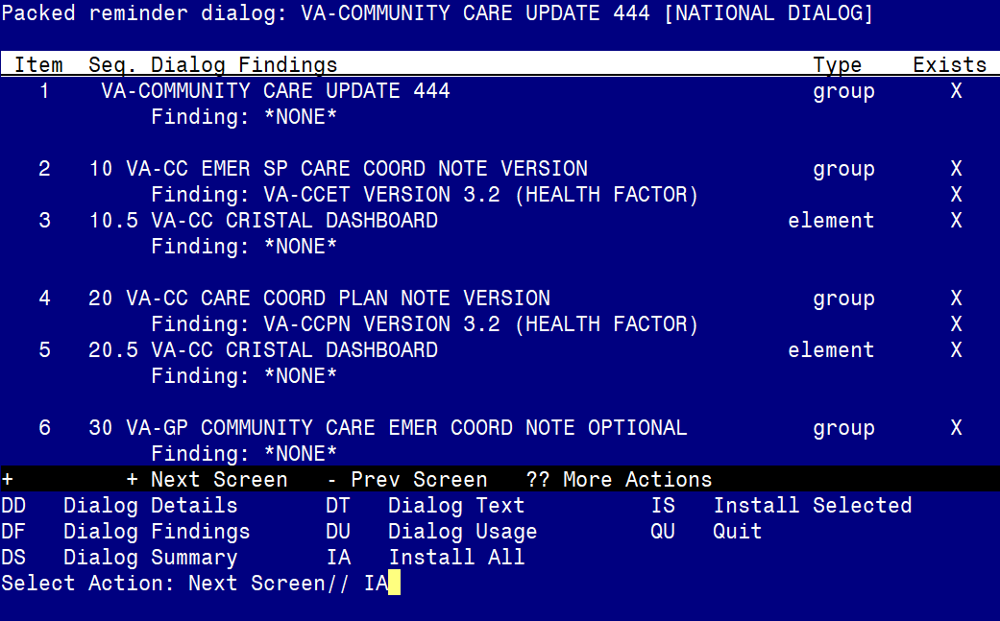 Packed reminder dialog: VA-COMMUNITY CARE UPDATE 444 [NATIONAL DIALOG]
Item  Seq. Dialog Findings                                      Type    Exists
1    VA-COMMUNITY CARE UPDATE 444                             group      X
Finding: *NONE*
2   10 VA-CC EMER SP CARE COORD NOTE VERSION                  group      X
Finding: VA-CCET VERSION 3.2 (HEALTH FACTOR)                    X
3   10.5 VA-CC CRISTAL DASHBOARD                            element      X
Finding: *NONE*
4   20 VA-CC CARE COORD PLAN NOTE VERSION                     group      X
Finding: VA-CCPN VERSION 3.2 (HEALTH FACTOR)                    X
5   20.5 VA-CC CRISTAL DASHBOARD                            element      X
Finding: *NONE*
6   30 VA-GP COMMUNITY CARE EMER COORD NOTE OPTIONAL          group      X
Finding: *NONE*
+         + Next Screen   - Prev Screen   ?? More Actions
DD   Dialog Details       DT   Dialog Text          IS   Install Selected
DF   Dialog Findings      DU   Dialog Usage         QU   Quit
DS   Dialog Summary       IA   Install All
Select Action: Next Screen// IA